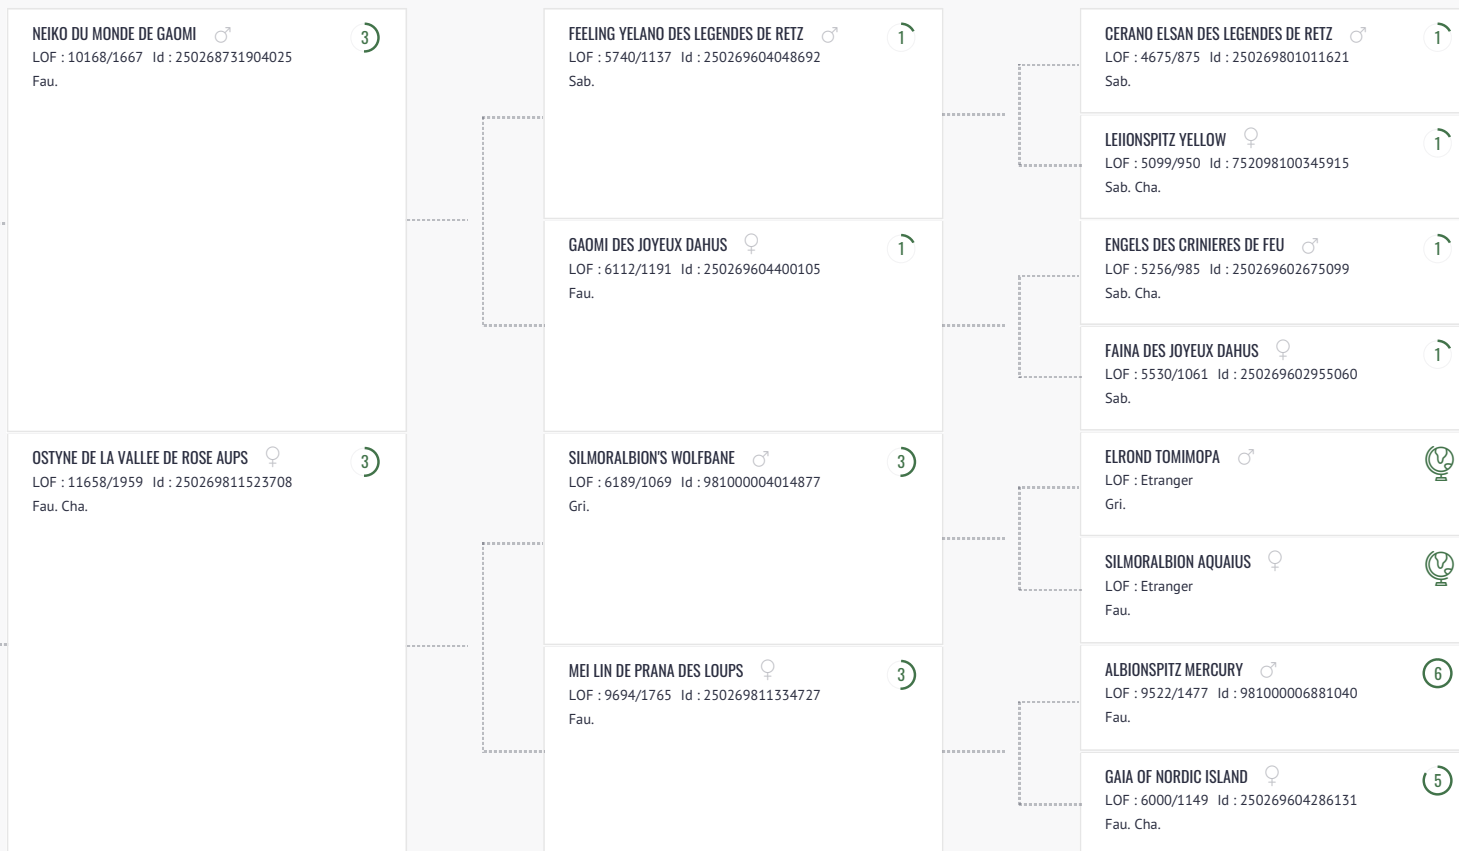 NEIKO DU MONDE DE GAOMI
3
LOF : 10168/1667 Id : 250268731904025
Fau.
OSTYNE DE LA VALLEE DE ROSE AUPS
3
LOF : 11658/1959 Id : 250269811523708
Fau. Cha.
FEELING YELANO DES LEGENDES DE RETZ
1
LOF : 5740/1137 Id : 250269604048692
Sab.
GAOMI DES JOYEUX DAHUS
1
LOF : 6112/1191 Id : 250269604400105
Fau.
SILMORALBION'S WOLFBANE
3
LOF : 6189/1069 Id : 981000004014877
Gri.
MEI LIN DE PRANA DES LOUPS
3
LOF : 9694/1765 Id : 250269811334727
Fau.
CERANO ELSAN DES LEGENDES DE RETZ
1
LOF : 4675/875 Id : 250269801011621
Sab.
LEIIONSPITZ YELLOW
1
LOF : 5099/950 Id : 752098100345915
Sab. Cha.
ENGELS DES CRINIERES DE FEU
1
LOF : 5256/985 Id : 250269602675099
Sab. Cha.
FAINA DES JOYEUX DAHUS
1
LOF : 5530/1061 Id : 250269602955060
Sab.
ELROND TOMIMOPA
LOF : Etranger
Gri.
SILMORALBION AQUAIUS
LOF : Etranger
Fau.
ALBIONSPITZ MERCURY
6
LOF : 9522/1477 Id : 981000006881040
Fau.
GAIA OF NORDIC ISLAND
5
LOF : 6000/1149 Id : 250269604286131
Fau. Cha.